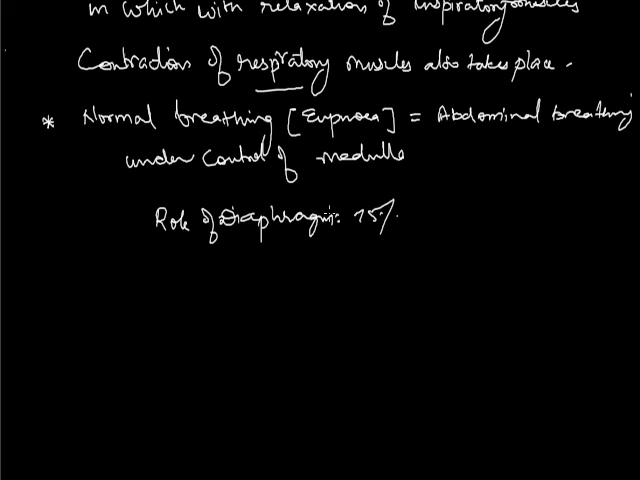 in which with relaxation of inspiratory muscles
Contraction of respiratory muscles also takes place.
* Normal breathing [Eupnoea] = Abdominal breathing
under control of medulla
Role of Diaphragm: 75%.